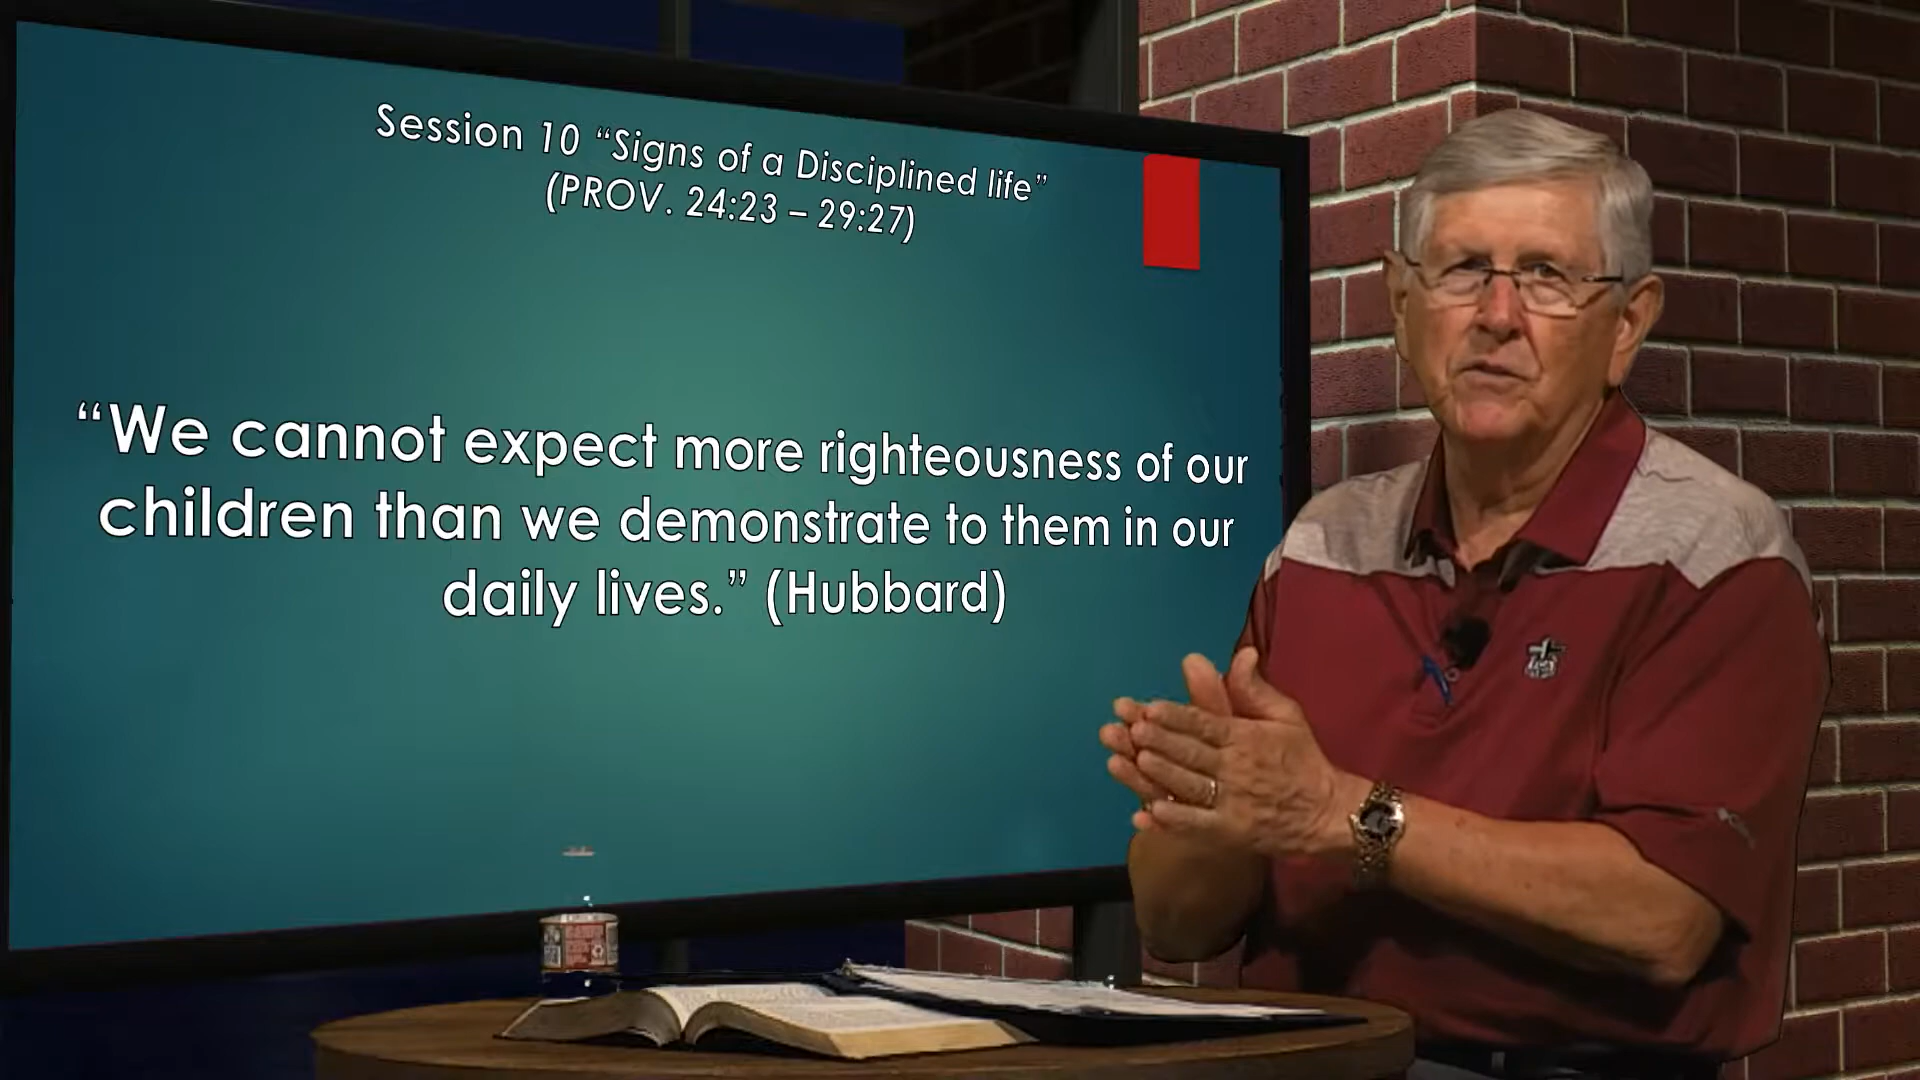 Session 10 “Signs of a Disciplined life”
(PROV. 24:23 – 29:27)
“We cannot expect more righteousness of our
children than we demonstrate to them in our
daily lives.” (Hubbard)